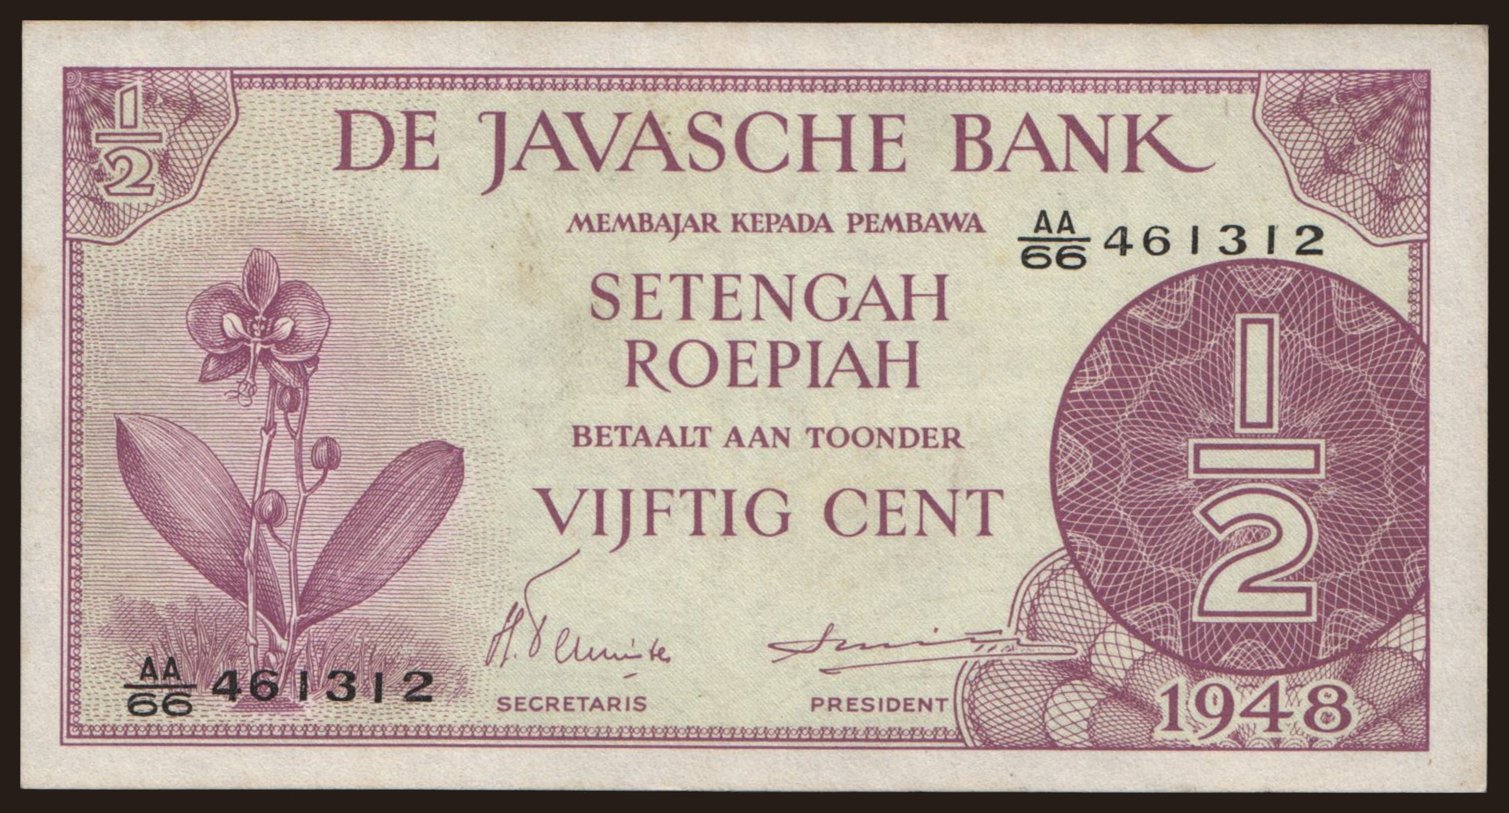 1/2
DE JAVASCHE BANK
MEMBAJAR KEPADA PEMBAWA
AA/66 461312
SETENGAH
ROEPIAH
BETAALT AAN TOONDER
VIJFTIG CENT
1/2
AA/66 461312
SECRETARIS
PRESIDENT
1948